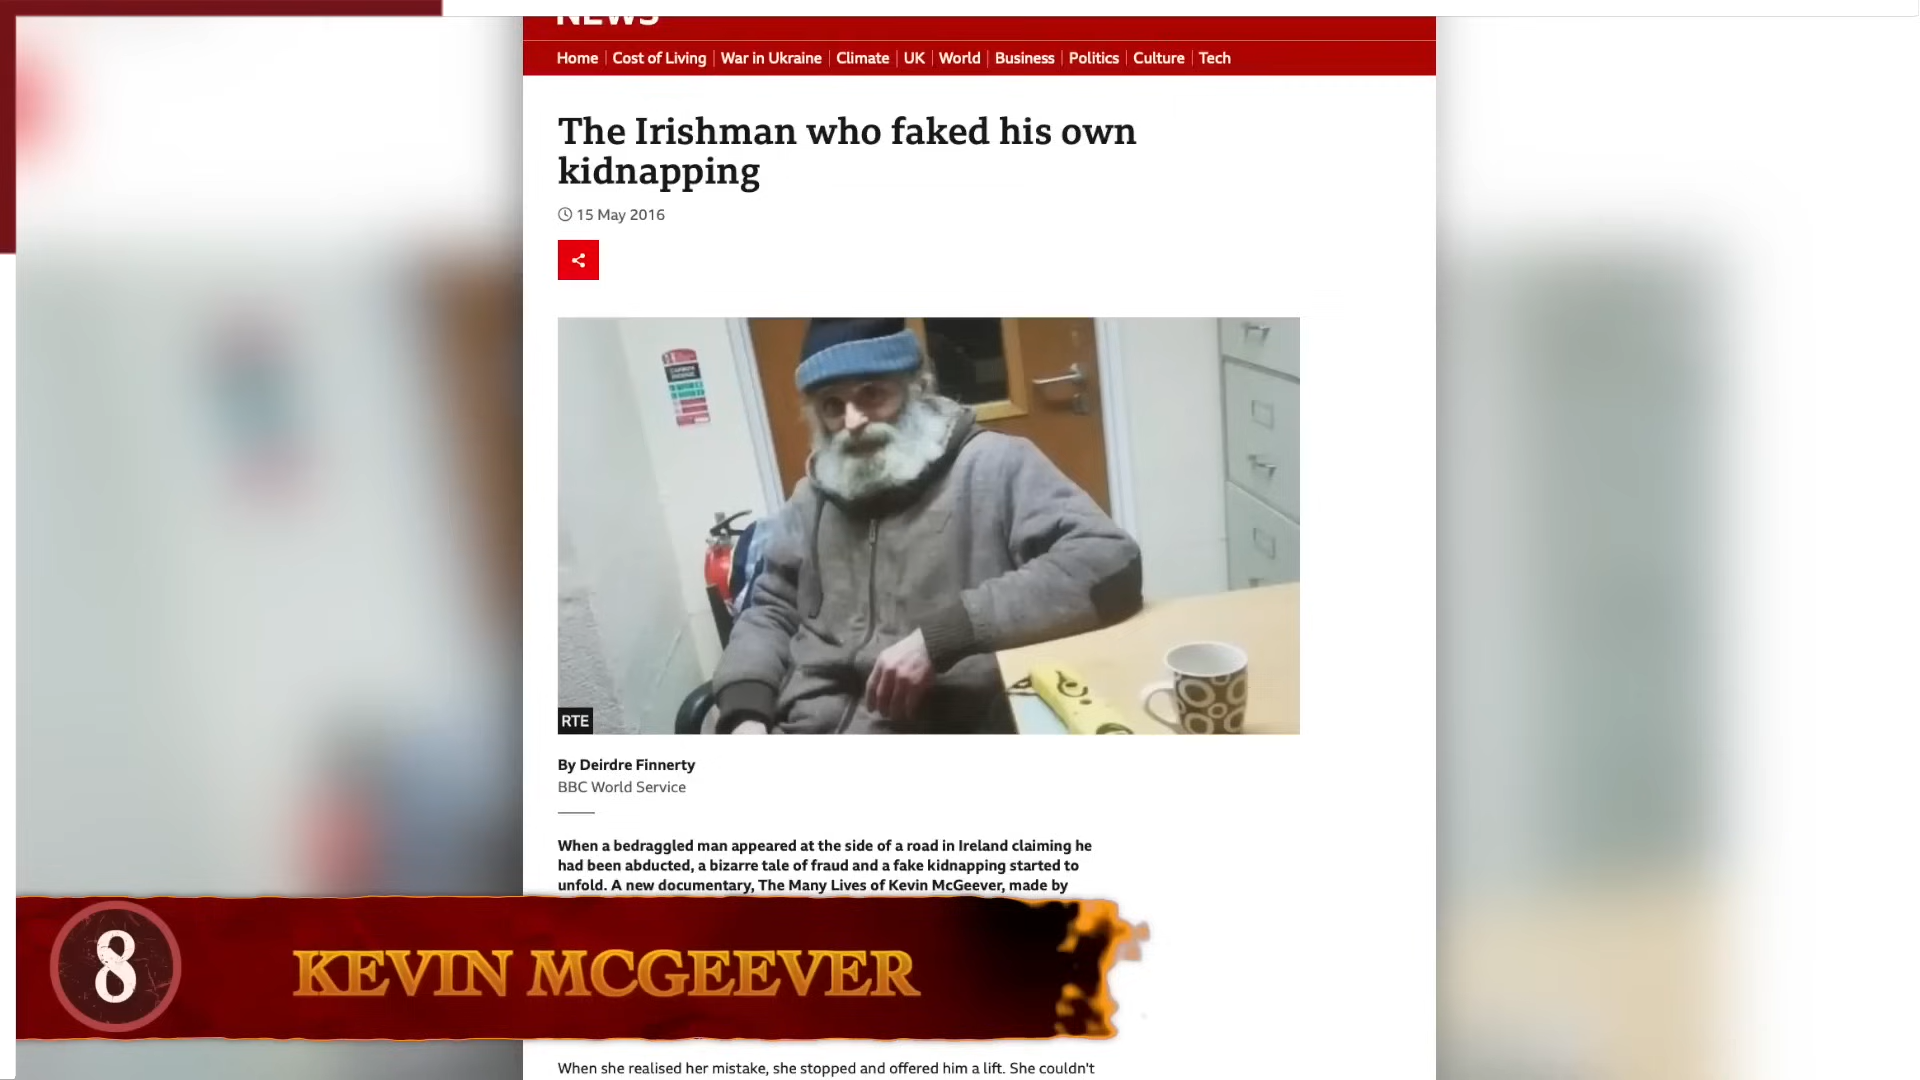 NEWS
Home
Cost of Living
War in Ukraine
Climate
UK
World
Business
Politics
Culture
Tech
The Irishman who faked his own
kidnapping
15 May 2016
RTE
By Deirdre Finnerty
BBC World Service
When a bedraggled man appeared at the side of a road in Ireland claiming he
had been abducted, a bizarre tale of fraud and a fake kidnapping started to
unfold. A new documentary, The Many Lives of Kevin McGeever, made by
8
KEVIN MCGEEVER
When she realised her mistake, she stopped and offered him a lift. She couldn't